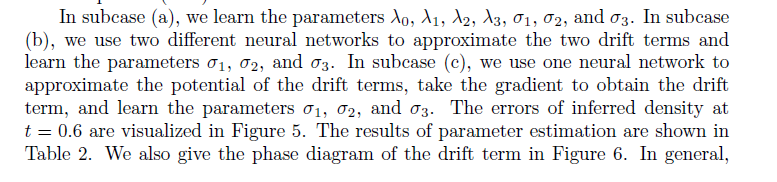 In subcase (a), we learn the parameters λ₀, λ₁, λ₂, λ₃, σ₁, σ₂, and σ₃. In subcase
(b), we use two different neural networks to approximate the two drift terms and
learn the parameters σ₁, σ₂, and σ₃. In subcase (c), we use one neural network to
approximate the potential of the drift terms, take the gradient to obtain the drift
term, and learn the parameters σ₁, σ₂, and σ₃. The errors of inferred density at
t = 0.6 are visualized in Figure 5. The results of parameter estimation are shown in
Table 2. We also give the phase diagram of the drift term in Figure 6. In general,